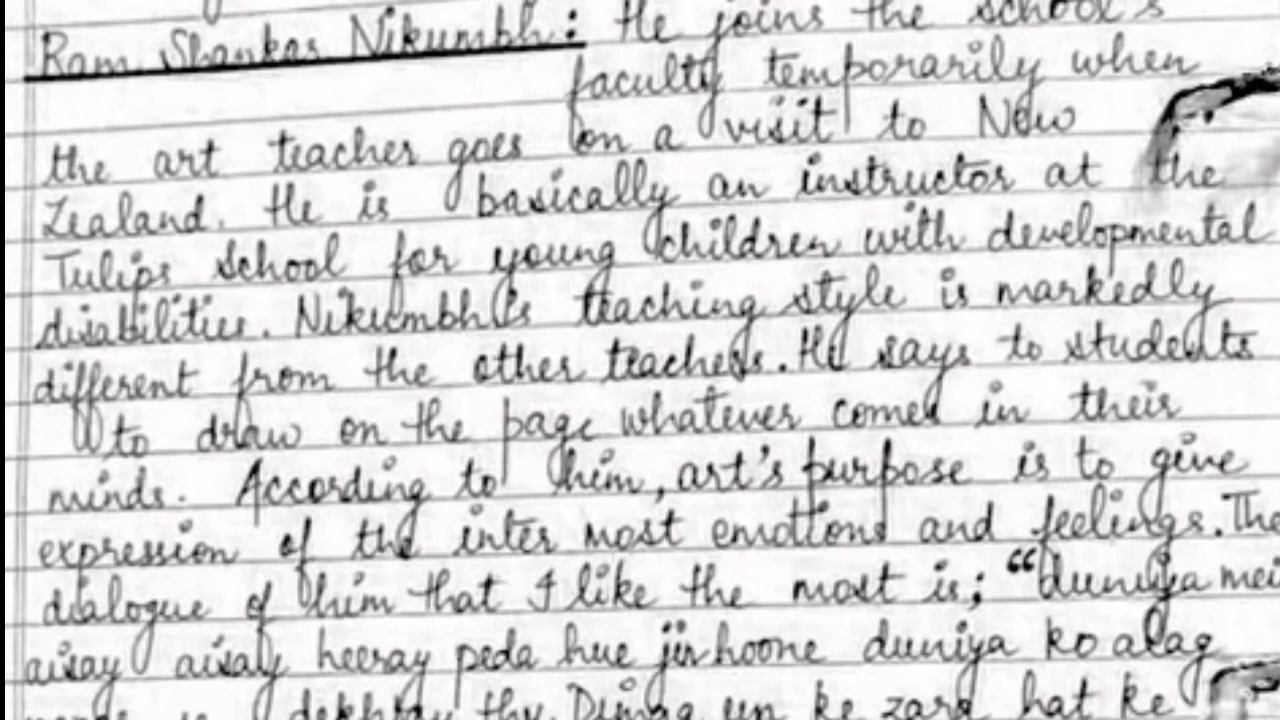 Ram Shankar Nikumbh: He joins the school's
faculty temporarily when
the art teacher goes on a visit to New
Zealand. He is basically an instructor at the
Tulips School for young children with developmental
disabilities. Nikumbh's teaching style is markedly
different from the other teachers. He says to students
to draw on the page whatever comes in their
minds. According to him, art's purpose is to give
expression of the inter most emotions and feelings. The
dialogue of him that I like the most is; "duniya mei
aisay aisay heeray peda hue jinhoone duniya ko alag
dekhtay thy. Dimag un ke zara hat ke